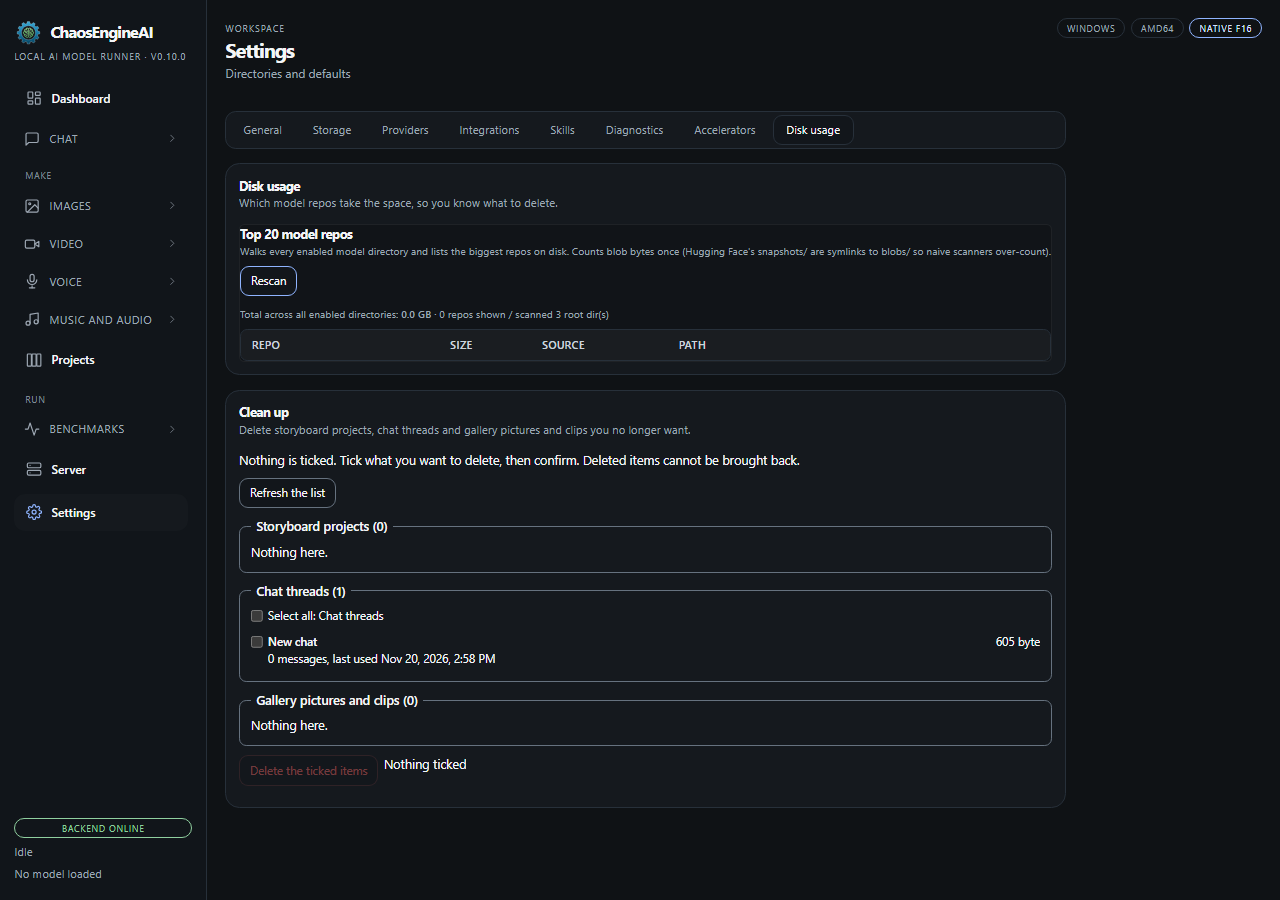 ChaosEngineAI
LOCAL AI MODEL RUNNER · V0.10.0
Dashboard
CHAT
MAKE
IMAGES
VIDEO
VOICE
MUSIC AND AUDIO
Projects
RUN
BENCHMARKS
Server
Settings
BACKEND ONLINE
Idle
No model loaded
WORKSPACE
Settings
Directories and defaults
WINDOWS AMD64 NATIVE F16
General Storage Providers Integrations Skills Diagnostics Accelerators Disk usage
Disk usage
Which model repos take the space, so you know what to delete.
Top 20 model repos
Walks every enabled model directory and lists the biggest repos on disk. Counts blob bytes once (Hugging Face's snapshots/ are symlinks to blobs/ so naive scanners over-count).
Rescan
Total across all enabled directories: 0.0 GB · 0 repos shown / scanned 3 root dir(s)
REPO SIZE SOURCE PATH
Clean up
Delete storyboard projects, chat threads and gallery pictures and clips you no longer want.
Nothing is ticked. Tick what you want to delete, then confirm. Deleted items cannot be brought back.
Refresh the list
Storyboard projects (0)
Nothing here.
Chat threads (1)
Select all: Chat threads
New chat 605 byte
0 messages, last used Nov 20, 2026, 2:58 PM
Gallery pictures and clips (0)
Nothing here.
Delete the ticked items Nothing ticked